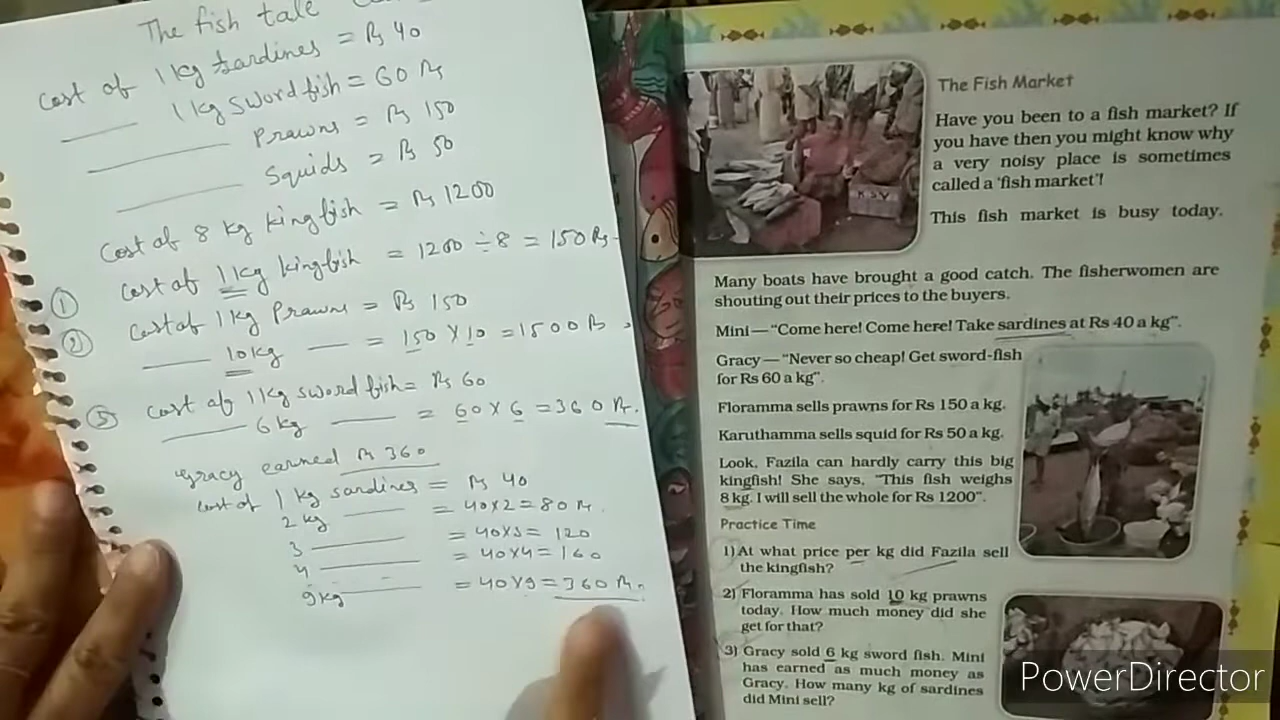 The fish tale
Cost of 1 kg sardines = Rs 40
1 kg sword fish = 60 Rs
Prawns = Rs 150
Squids = Rs 50
Cost of 8 kg kingfish = Rs 1200
① Cost of 1 kg kingfish = 1200 ÷ 8 = 150 Rs.
② Cost of 1 kg Prawns = Rs 150
10 kg = 150 X 10 = 1500 Rs.
③ Cost of 1 kg sword fish = Rs 60
6 kg = 60 X 6 = 360 Rs.
Gracy earned Rs 360
Cost of 1 kg sardines = Rs 40
2 kg = 40x2 = 80 Rs.
3 = 40x3 = 120
4 = 40x4 = 160
9 kg = 40x9 = 360 Rs.
The Fish Market
Have you been to a fish market? If
you have then you might know why
a very noisy place is sometimes
called a 'fish market'!
This fish market is busy today.
Many boats have brought a good catch. The fisherwomen are
shouting out their prices to the buyers.
Mini — "Come here! Come here! Take sardines at Rs 40 a kg".
Gracy — "Never so cheap! Get sword-fish
for Rs 60 a kg".
Floramma sells prawns for Rs 150 a kg.
Karuthamma sells squid for Rs 50 a kg.
Look, Fazila can hardly carry this big
kingfish! She says, "This fish weighs
8 kg. I will sell the whole for Rs 1200".
Practice Time
1) At what price per kg did Fazila sell
the kingfish?
2) Floramma has sold 10 kg prawns
today. How much money did she
get for that?
3) Gracy sold 6 kg sword fish. Mini
has earned as much money as
Gracy. How many kg of sardines
did Mini sell?
PowerDirector